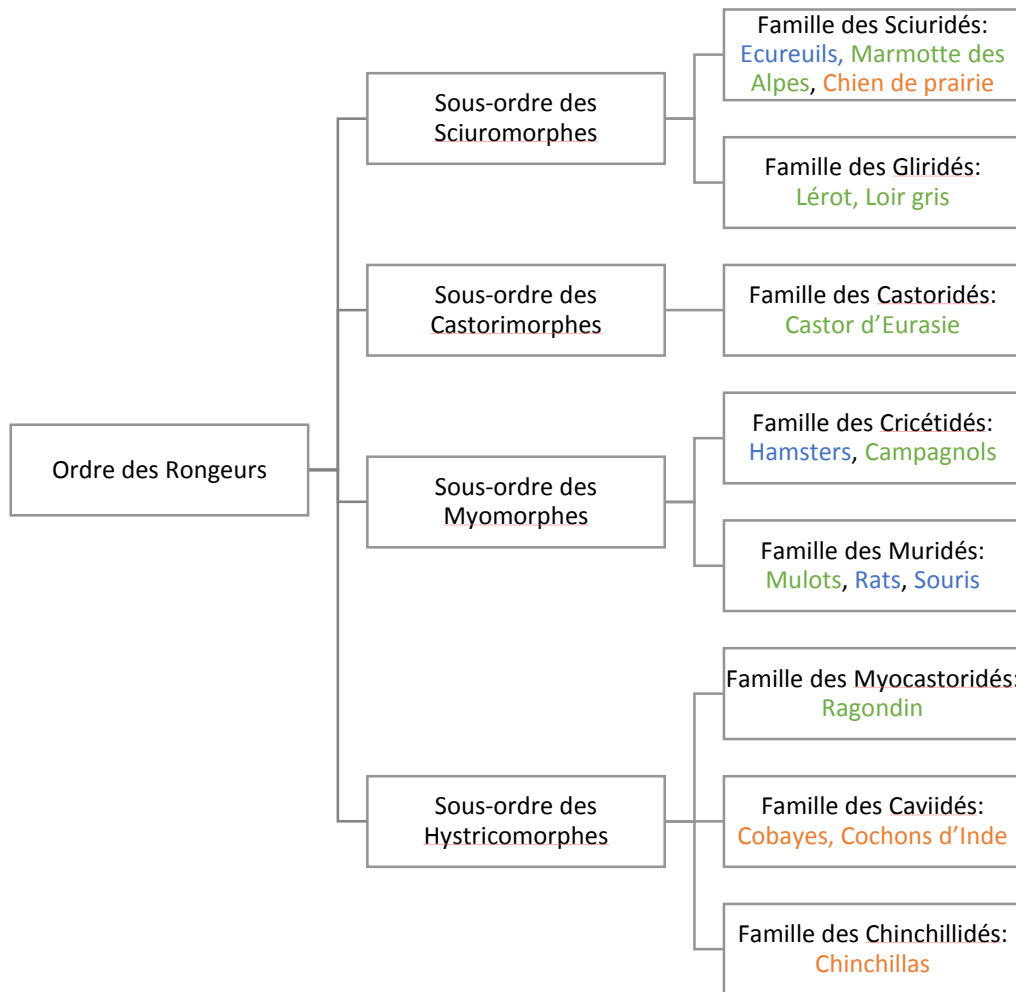 Ordre des Rongeurs
Sous-ordre des
Sciuromorphes
Famille des Sciuridés:
Ecureuils, Marmotte des
Alpes, Chien de prairie
Famille des Gliridés:
Lérot, Loir gris
Sous-ordre des
Castorimorphes
Famille des Castoridés:
Castor d’Eurasie
Sous-ordre des
Myomorphes
Famille des Cricétidés:
Hamsters, Campagnols
Famille des Muridés:
Mulots, Rats, Souris
Sous-ordre des
Hystricomorphes
Famille des Myocastoridés:
Ragondin
Famille des Caviidés:
Cobayes, Cochons d’Inde
Famille des Chinchillidés:
Chinchillas